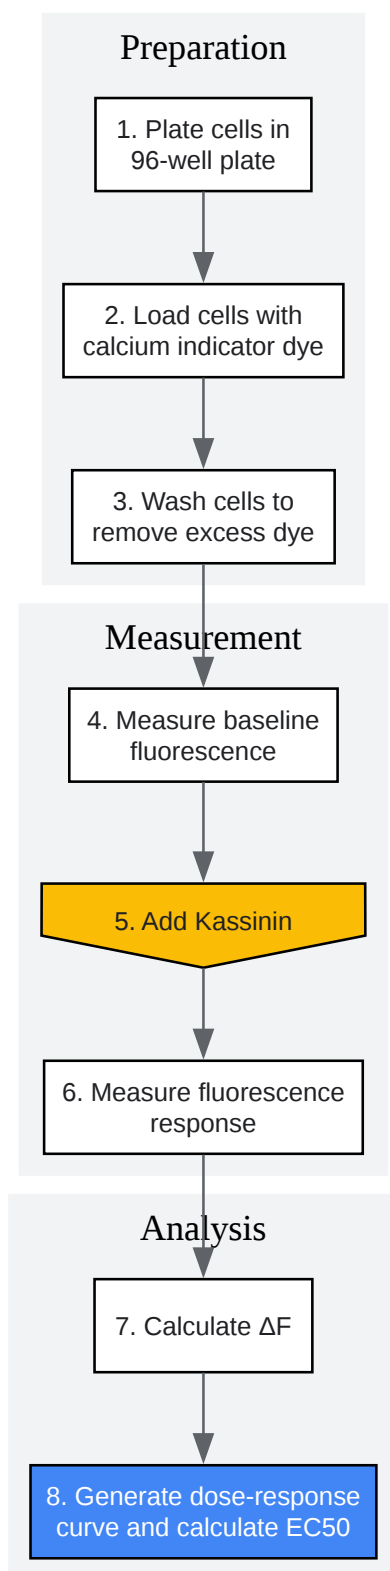 Preparation
1. Plate cells in
96-well plate
2. Load cells with
calcium indicator dye
3. Wash cells to
remove excess dye
Measurement
4. Measure baseline
fluorescence
5. Add Kassinin
6. Measure fluorescence
response
Analysis
7. Calculate ΔF
8. Generate dose-response
curve and calculate EC50